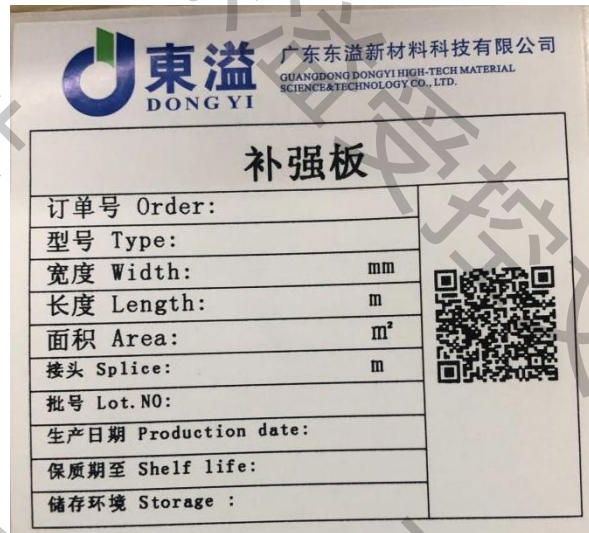 東溢
DONG YI
广东东溢新材料科技有限公司
GUANGDONG DONGYI HIGH-TECH MATERIAL
SCIENCE&TECHNOLOGY CO., LTD.
补强板
订单号 Order:
型号 Type:
宽度 Width: mm
长度 Length: m
面积 Area: m²
接头 Splice: m
批号 Lot.NO:
生产日期 Production date:
保质期至 Shelf life:
储存环境 Storage :